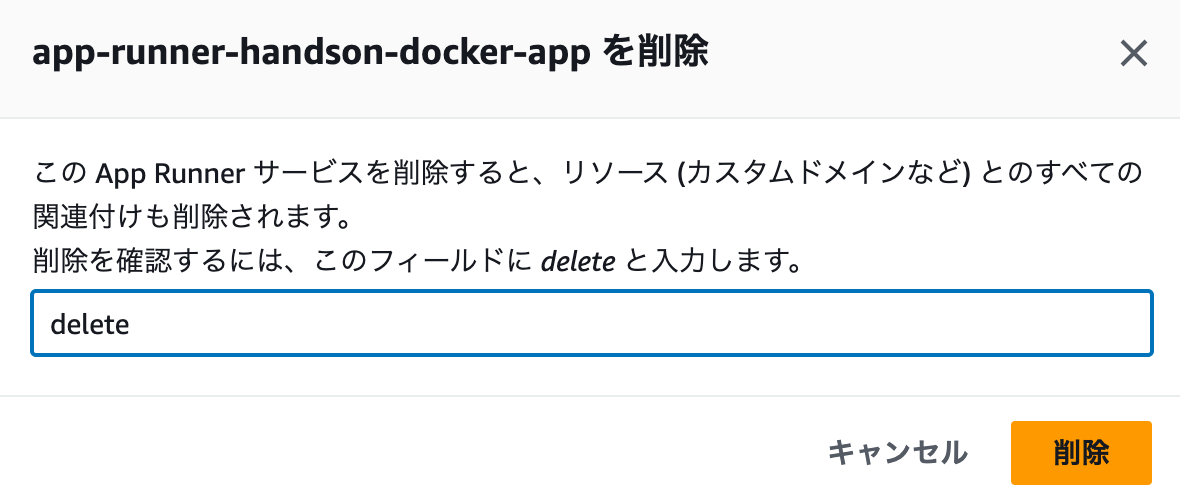 app-runner-handson-docker-app を削除
この App Runner サービスを削除すると、リソース (カスタムドメインなど) とのすべての
関連付けも削除されます。
削除を確認するには、このフィールドに delete と入力します。
delete
キャンセル
削除